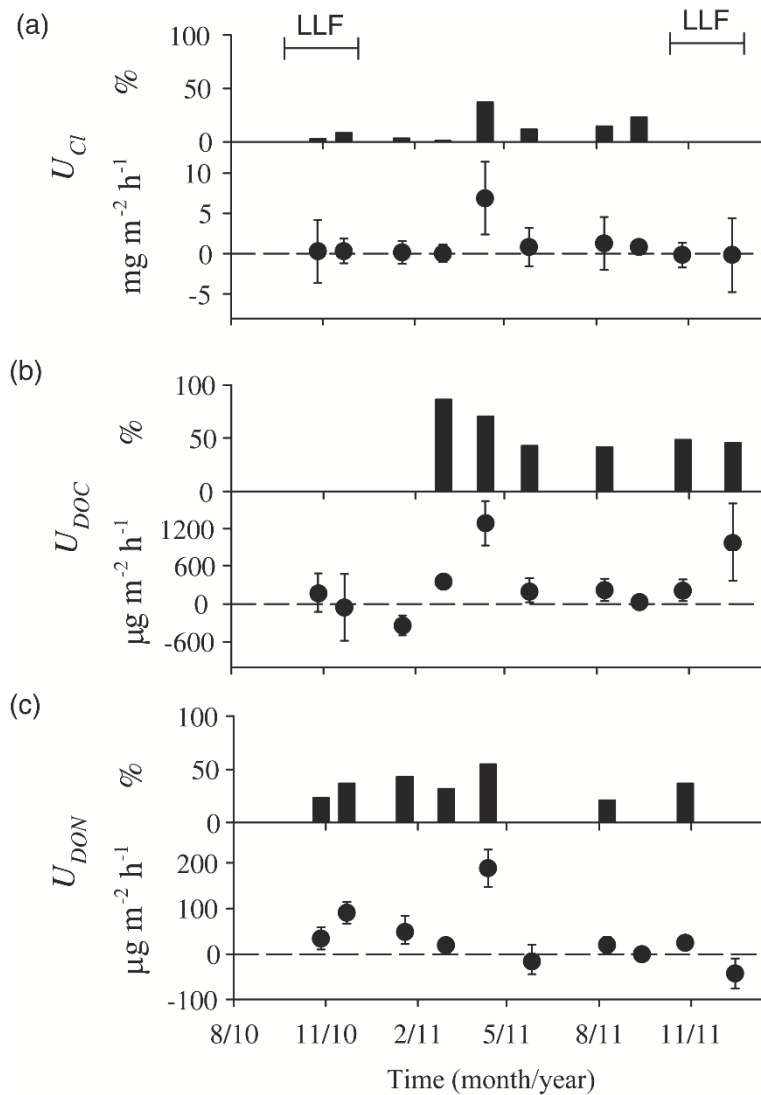 (a)
LLF
LLF
100
50
0
%
U_Cl
10
5
0
-5
mg m⁻² h⁻¹
(b)
100
50
0
%
U_DOC
1200
600
0
-600
µg m⁻² h⁻¹
(c)
100
50
0
%
U_DON
200
100
0
-100
µg m⁻² h⁻¹
8/10 11/10 2/11 5/11 8/11 11/11
Time (month/year)